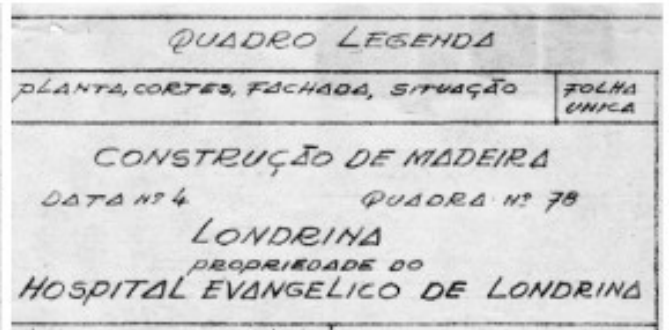 QUADRO LEGENDA
PLANTA, CORTES, FACHADA, SITUAÇÃO
FOLHA
UNICA
CONSTRUÇÃO DE MADEIRA
DATA Nº 4 QUADRA Nº 78
LONDRINA
PROPRIEDADE DO
HOSPITAL EVANGELICO DE LONDRINA